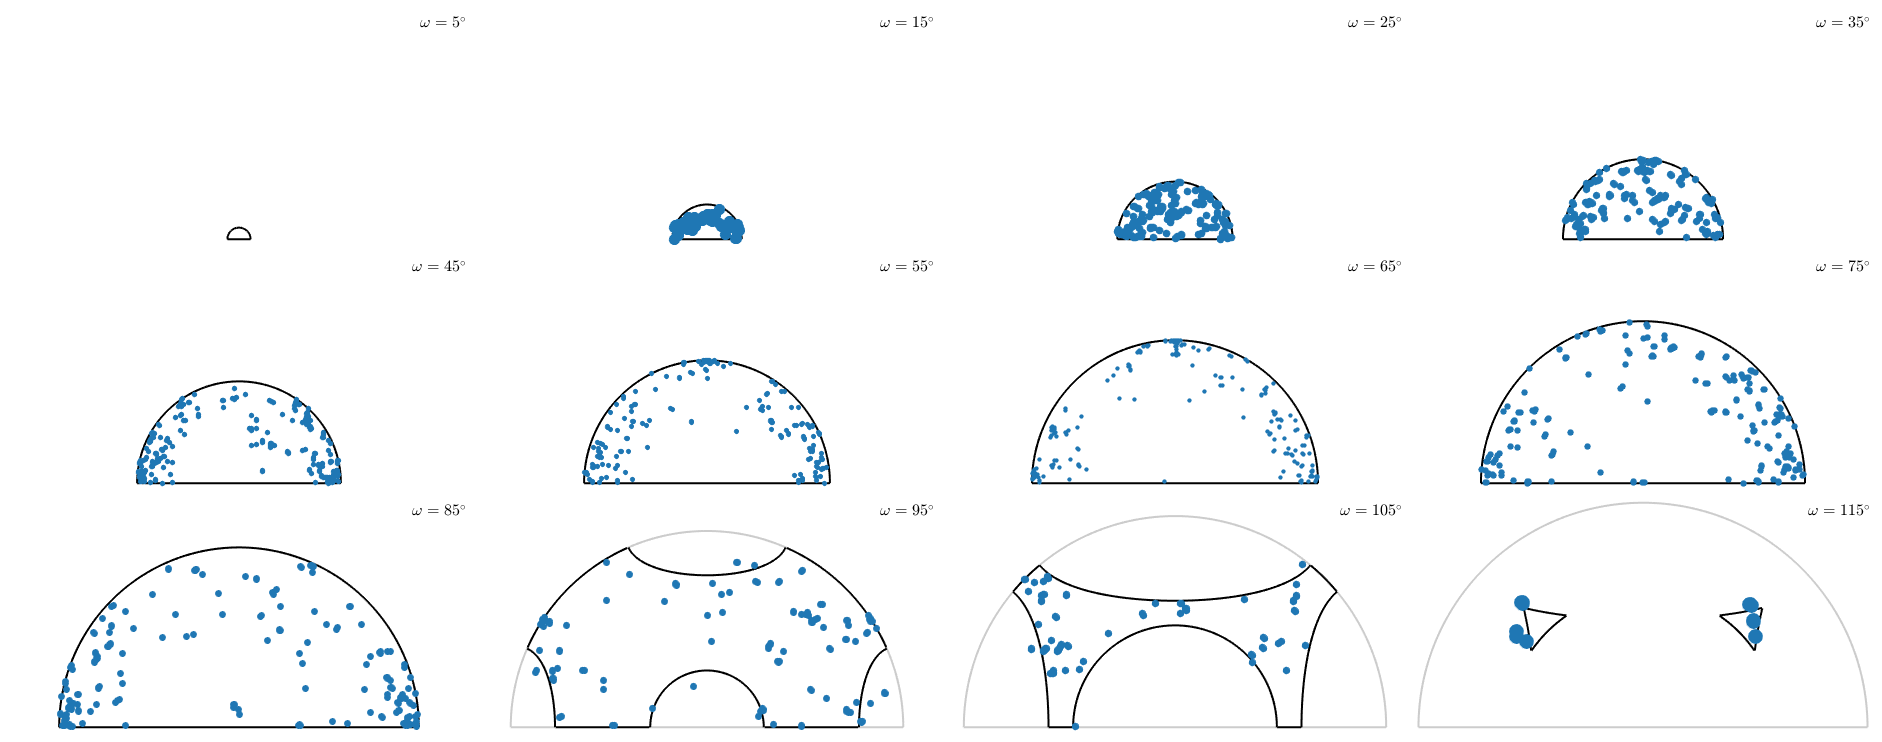 ω = 5°
ω = 15°
ω = 25°
ω = 35°
ω = 45°
ω = 55°
ω = 65°
ω = 75°
ω = 85°
ω = 95°
ω = 105°
ω = 115°